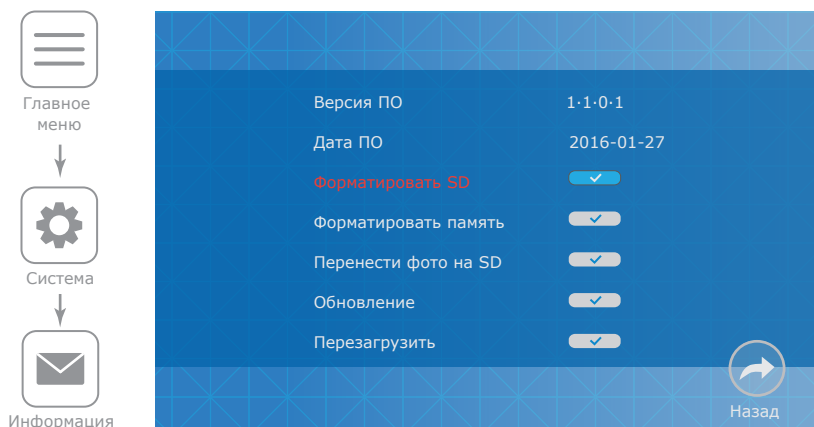 Главное
меню
Система
Информация
Версия ПО 1·1·0·1
Дата ПО 2016-01-27
Форматировать SD
Форматировать память
Перенести фото на SD
Обновление
Перезагрузить
Назад